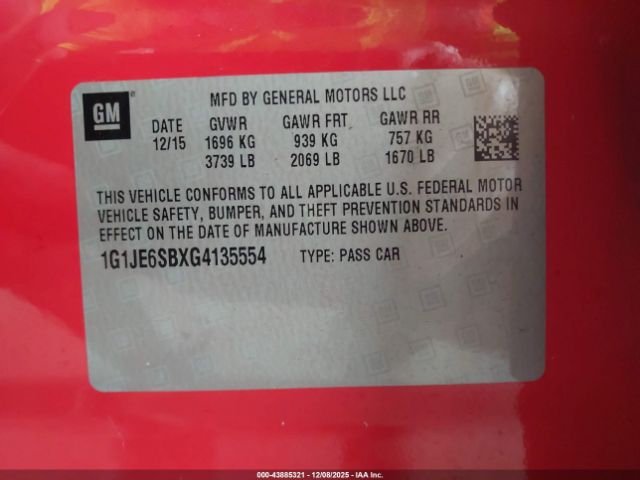 GM
MFD BY GENERAL MOTORS LLC
DATE GVWR GAWR FRT GAWR RR
12/15 1696 KG 939 KG 757 KG
3739 LB 2069 LB 1670 LB
THIS VEHICLE CONFORMS TO ALL APPLICABLE U.S. FEDERAL MOTOR
VEHICLE SAFETY, BUMPER, AND THEFT PREVENTION STANDARDS IN
EFFECT ON THE DATE OF MANUFACTURE SHOWN ABOVE.
1G1JE6SBXG4135554 TYPE: PASS CAR
000-43885321 - 12/08/2025 - IAA Inc.